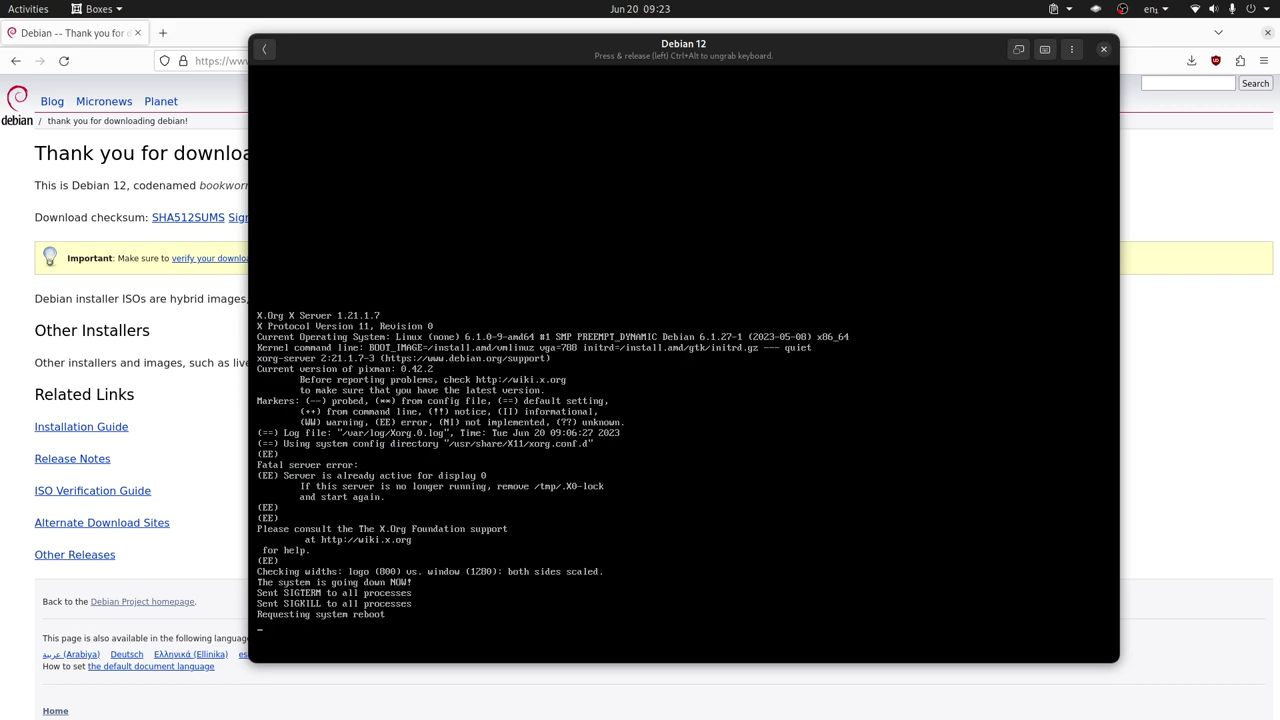 Activities
Boxes
Jun 20 09:23
en1
Debian -- Thank you for d
https://www
debian
Blog
Micronews
Planet
Search
/ thank you for downloading debian!
Thank you for downloa
This is Debian 12, codenamed bookwor
Download checksum: SHA512SUMS Sign
Important: Make sure to verify your downlo
Debian installer ISOs are hybrid images,
Other Installers
Other installers and images, such as live
Related Links
Installation Guide
Release Notes
ISO Verification Guide
Alternate Download Sites
Other Releases
Back to the Debian Project homepage.
This page is also available in the following language
عربية (Arabiya) Deutsch Ελληνικά (Ellinika) es
How to set the default document language
Home
Debian 12
Press & release (left) Ctrl+Alt to ungrab keyboard.
X.Org X Server 1.21.1.7
X Protocol Version 11, Revision 0
Current Operating System: Linux (none) 6.1.0-9-amd64 #1 SMP PREEMPT_DYNAMIC Debian 6.1.27-1 (2023-05-08) x86_64
Kernel command line: BOOT_IMAGE=/install.amd/vmlinuz vga=788 initrd=/install.amd/gtk/initrd.gz --- quiet
xorg-server 2:21.1.7-3 (https://www.debian.org/support)
Current version of pixman: 0.42.2
Before reporting problems, check http://wiki.x.org
to make sure that you have the latest version.
Markers: (--) probed, (**) from config file, (==) default setting,
(++) from command line, (!!) notice, (II) informational,
(WW) warning, (EE) error, (NI) not implemented, (??) unknown.
(==) Log file: "/var/log/Xorg.0.log", Time: Tue Jun 20 09:06:27 2023
(==) Using system config directory "/usr/share/X11/xorg.conf.d"
(EE)
Fatal server error:
(EE) Server is already active for display 0
If this server is no longer running, remove /tmp/.X0-lock
and start again.
(EE)
(EE)
Please consult the The X.Org Foundation support
at http://wiki.x.org
for help.
(EE)
Checking widths: logo (800) vs. window (1280): both sides scaled.
The system is going down NOW!
Sent SIGTERM to all processes
Sent SIGKILL to all processes
Requesting system reboot